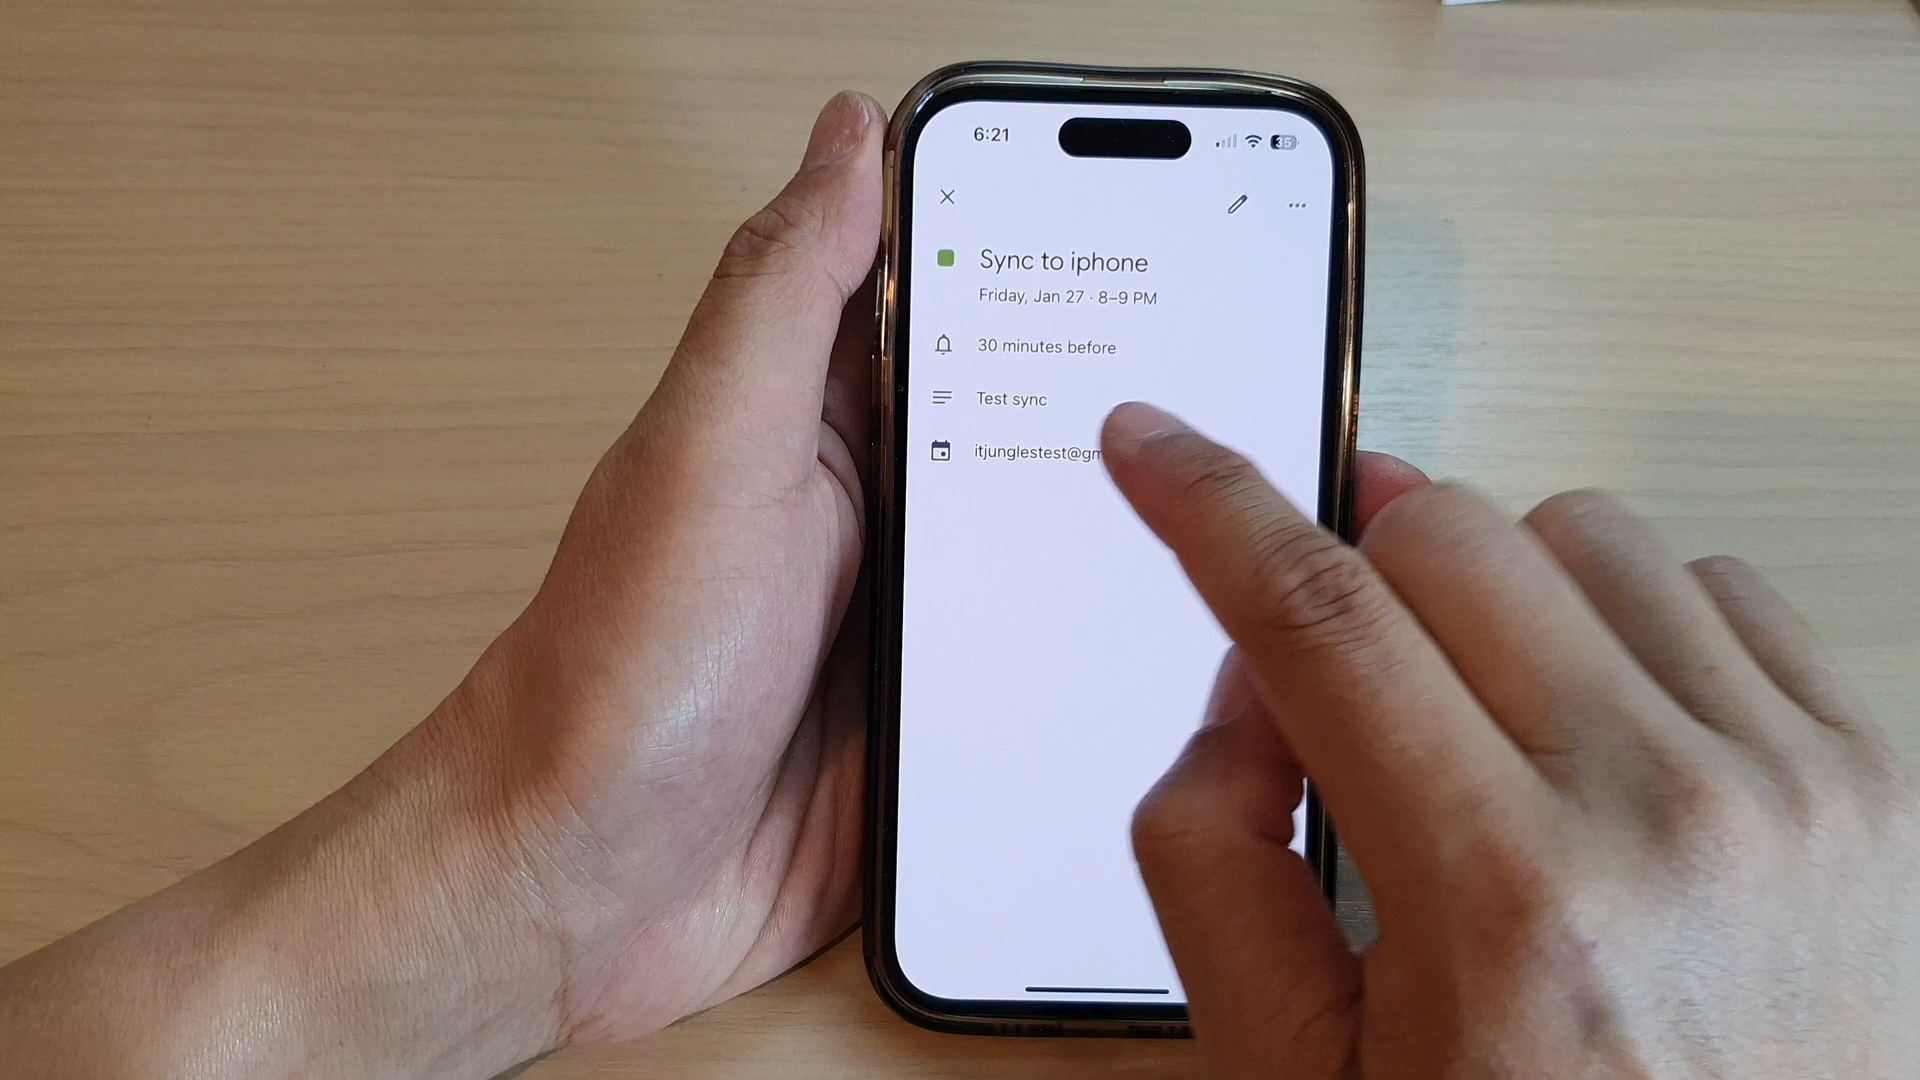 6:21
35
Sync to iphone
Friday, Jan 27 · 8–9 PM
30 minutes before
Test sync
itjunglestest@gm